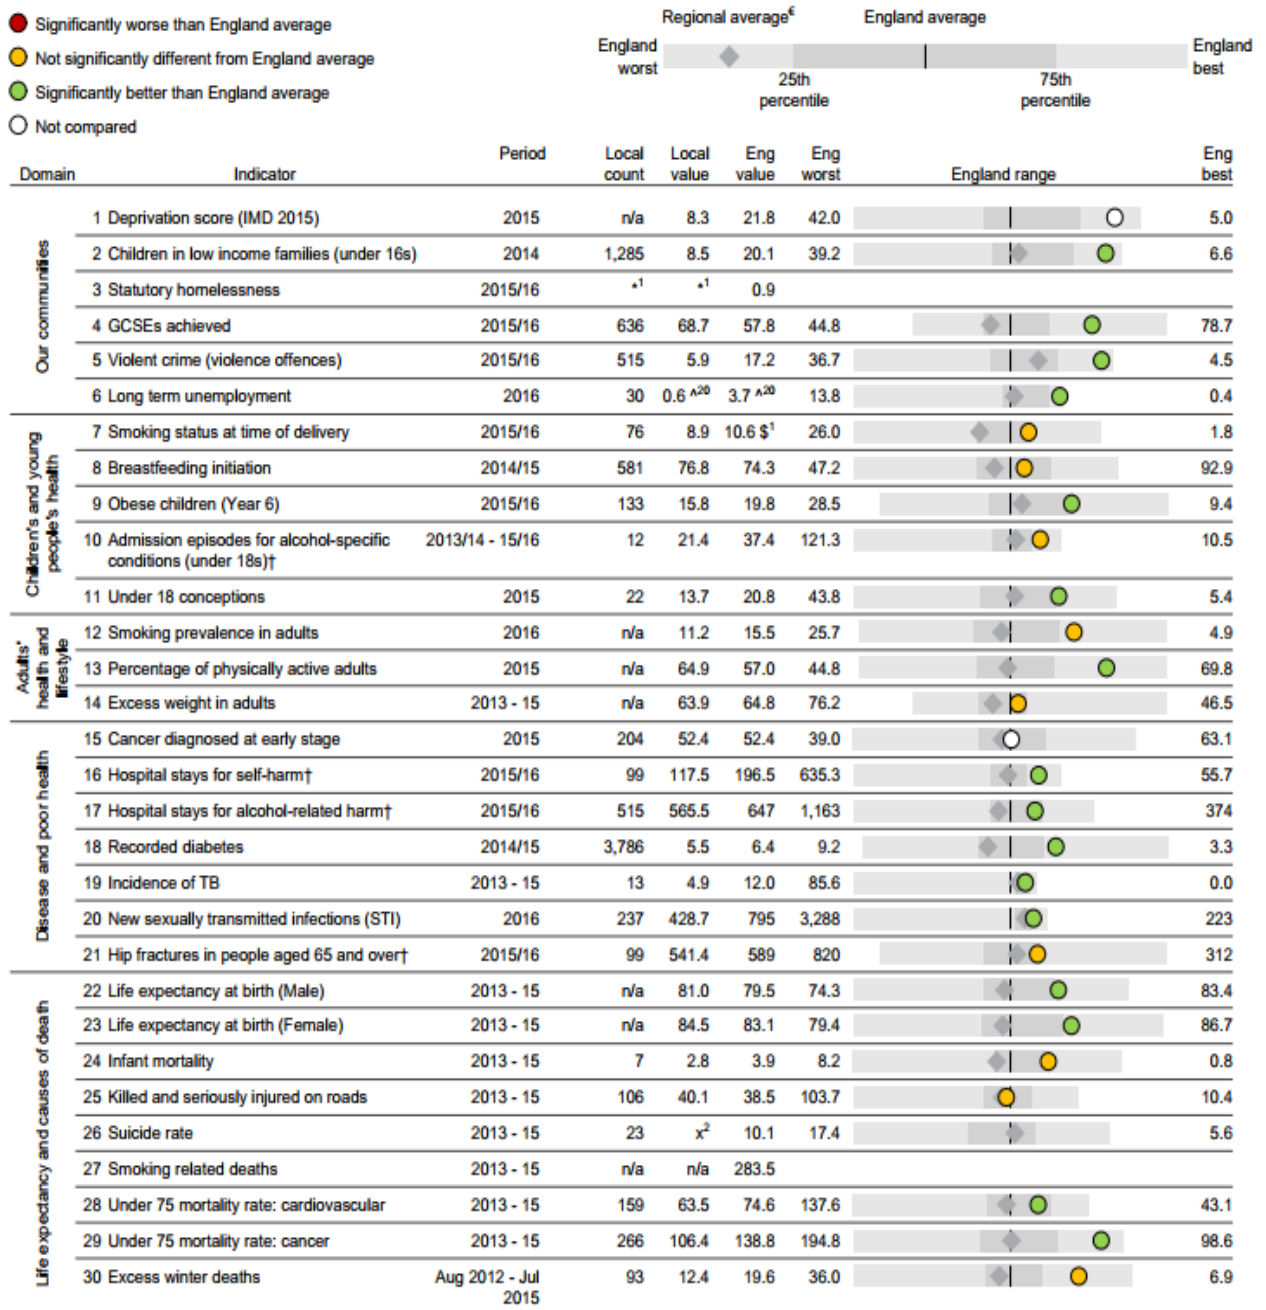 Significantly worse than England average
Not significantly different from England average
Significantly better than England average
Not compared
Regional average€ England average
England worst
England best
25th percentile
75th percentile
Domain Indicator Period Local count Local value Eng value Eng worst England range Eng best
Our communities
1 Deprivation score (IMD 2015) 2015 n/a 8.3 21.8 42.0 5.0
2 Children in low income families (under 16s) 2014 1,285 8.5 20.1 39.2 6.6
3 Statutory homelessness 2015/16 *¹ *¹ 0.9
4 GCSEs achieved 2015/16 636 68.7 57.8 44.8 78.7
5 Violent crime (violence offences) 2015/16 515 5.9 17.2 36.7 4.5
6 Long term unemployment 2016 30 0.6 ^²⁰ 3.7 ^²⁰ 13.8 0.4
Children's and young people's health
7 Smoking status at time of delivery 2015/16 76 8.9 10.6 $¹ 26.0 1.8
8 Breastfeeding initiation 2014/15 581 76.8 74.3 47.2 92.9
9 Obese children (Year 6) 2015/16 133 15.8 19.8 28.5 9.4
10 Admission episodes for alcohol-specific 2013/14 - 15/16 12 21.4 37.4 121.3 10.5
conditions (under 18s)†
11 Under 18 conceptions 2015 22 13.7 20.8 43.8 5.4
Adults' health and lifestyle
12 Smoking prevalence in adults 2016 n/a 11.2 15.5 25.7 4.9
13 Percentage of physically active adults 2015 n/a 64.9 57.0 44.8 69.8
14 Excess weight in adults 2013 - 15 n/a 63.9 64.8 76.2 46.5
Disease and poor health
15 Cancer diagnosed at early stage 2015 204 52.4 52.4 39.0 63.1
16 Hospital stays for self-harm† 2015/16 99 117.5 196.5 635.3 55.7
17 Hospital stays for alcohol-related harm† 2015/16 515 565.5 647 1,163 374
18 Recorded diabetes 2014/15 3,786 5.5 6.4 9.2 3.3
19 Incidence of TB 2013 - 15 13 4.9 12.0 85.6 0.0
20 New sexually transmitted infections (STI) 2016 237 428.7 795 3,288 223
21 Hip fractures in people aged 65 and over† 2015/16 99 541.4 589 820 312
Life expectancy and causes of death
22 Life expectancy at birth (Male) 2013 - 15 n/a 81.0 79.5 74.3 83.4
23 Life expectancy at birth (Female) 2013 - 15 n/a 84.5 83.1 79.4 86.7
24 Infant mortality 2013 - 15 7 2.8 3.9 8.2 0.8
25 Killed and seriously injured on roads 2013 - 15 106 40.1 38.5 103.7 10.4
26 Suicide rate 2013 - 15 23 x² 10.1 17.4 5.6
27 Smoking related deaths 2013 - 15 n/a n/a 283.5
28 Under 75 mortality rate: cardiovascular 2013 - 15 159 63.5 74.6 137.6 43.1
29 Under 75 mortality rate: cancer 2013 - 15 266 106.4 138.8 194.8 98.6
30 Excess winter deaths Aug 2012 - Jul 93 12.4 19.6 36.0 6.9
2015